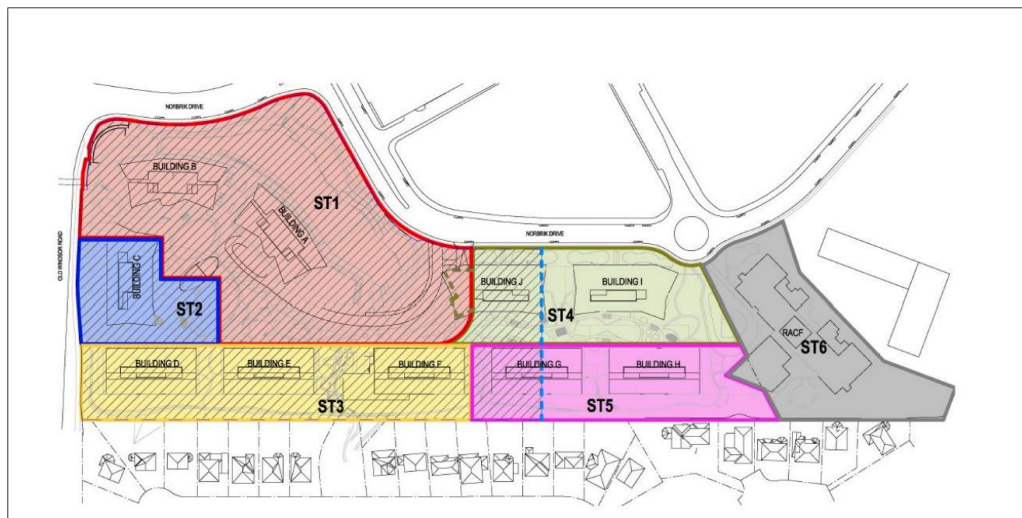 NORBRIK DRIVE
BUILDING B
ST1
BUILDING A
OLD WINDSOR ROAD
NORBRIK DRIVE
BUILDING C
ST2
BUILDING J
BUILDING I
ST4
RACF
ST6
BUILDING D
BUILDING E
BUILDING F
BUILDING G
BUILDING H
ST3
ST5